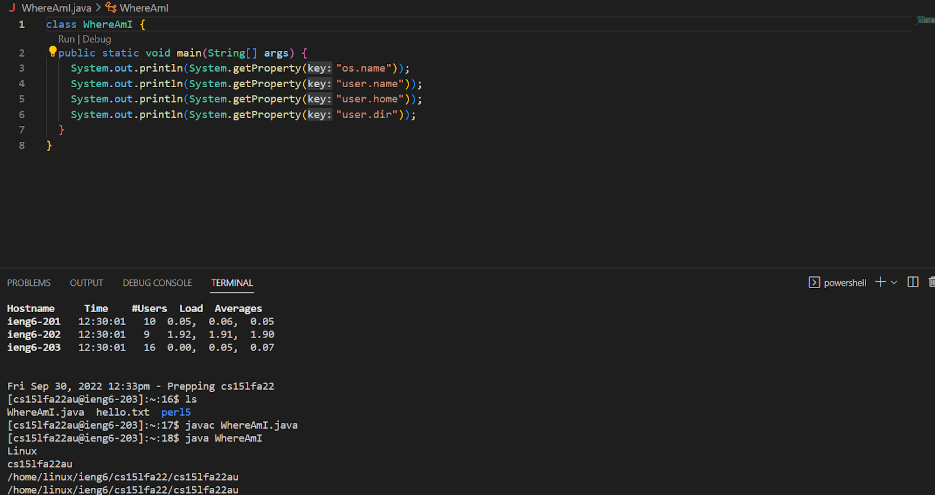 J WhereAmI.java > WhereAmI
1 class WhereAmI {
Run | Debug
2 public static void main(String[] args) {
3 System.out.println(System.getProperty(key: "os.name"));
4 System.out.println(System.getProperty(key: "user.name"));
5 System.out.println(System.getProperty(key: "user.home"));
6 System.out.println(System.getProperty(key: "user.dir"));
7 }
8 }
PROBLEMS OUTPUT DEBUG CONSOLE TERMINAL powershell
Hostname Time #Users Load Averages
ieng6-201 12:30:01 10 0.05, 0.06, 0.05
ieng6-202 12:30:01 9 1.92, 1.91, 1.90
ieng6-203 12:30:01 16 0.00, 0.05, 0.07
Fri Sep 30, 2022 12:33pm - Prepping cs15lfa22
[cs15lfa22au@ieng6-203]:~:16$ ls
WhereAmI.java hello.txt perl5
[cs15lfa22au@ieng6-203]:~:17$ javac WhereAmI.java
[cs15lfa22au@ieng6-203]:~:18$ java WhereAmI
Linux
cs15lfa22au
/home/linux/ieng6/cs15lfa22/cs15lfa22au
/home/linux/ieng6/cs15lfa22/cs15lfa22au